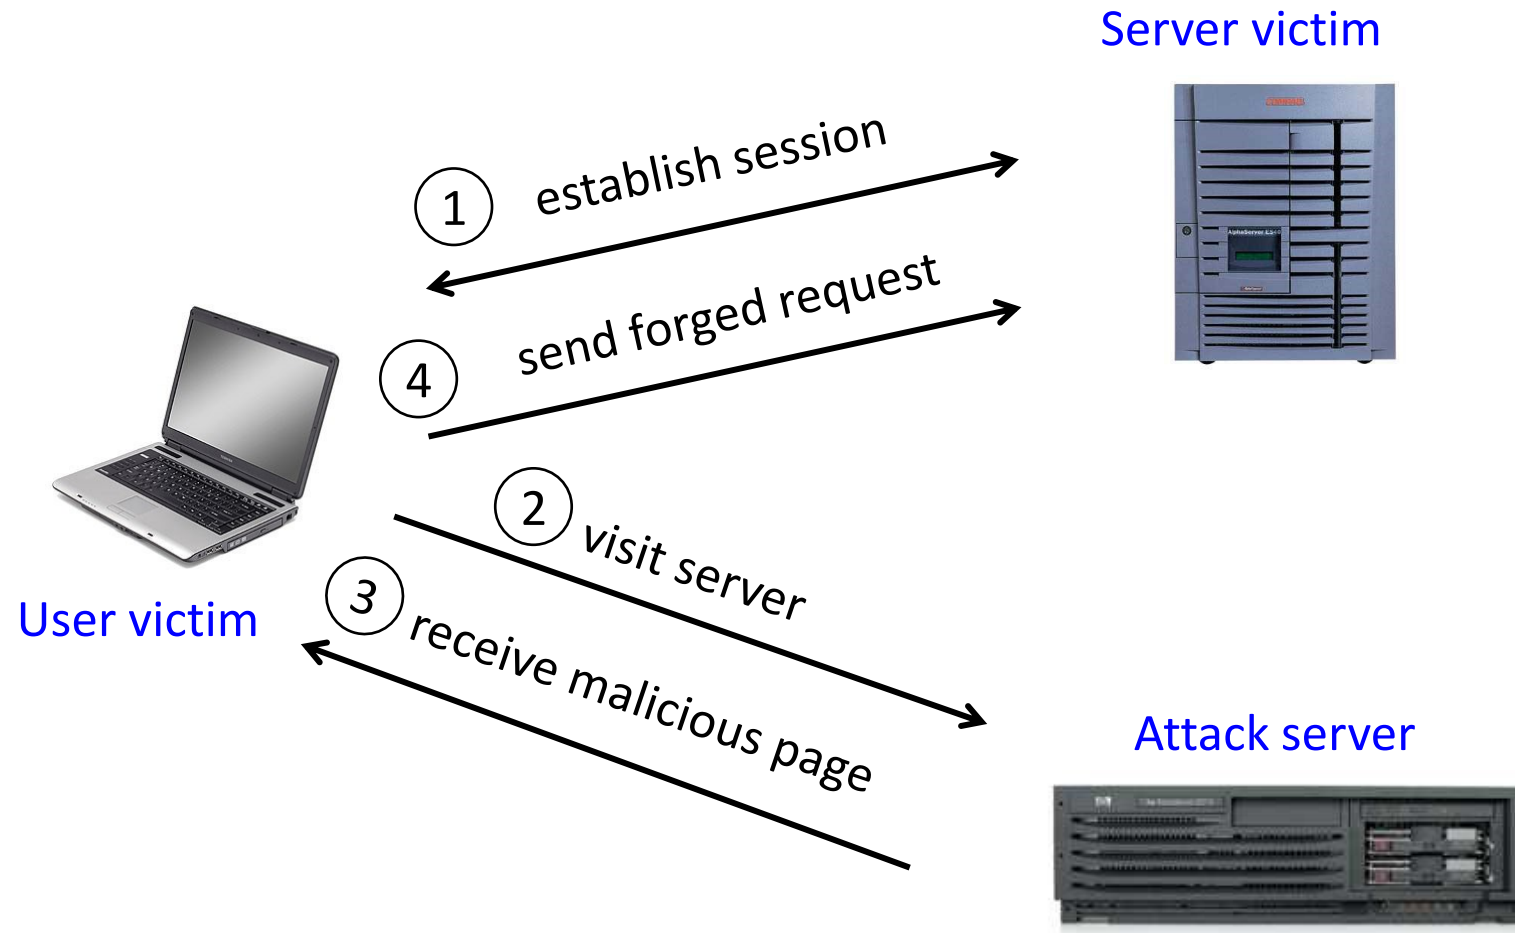 Server victim
1 establish session
4 send forged request
2 visit server
3 receive malicious page
User victim
Attack server